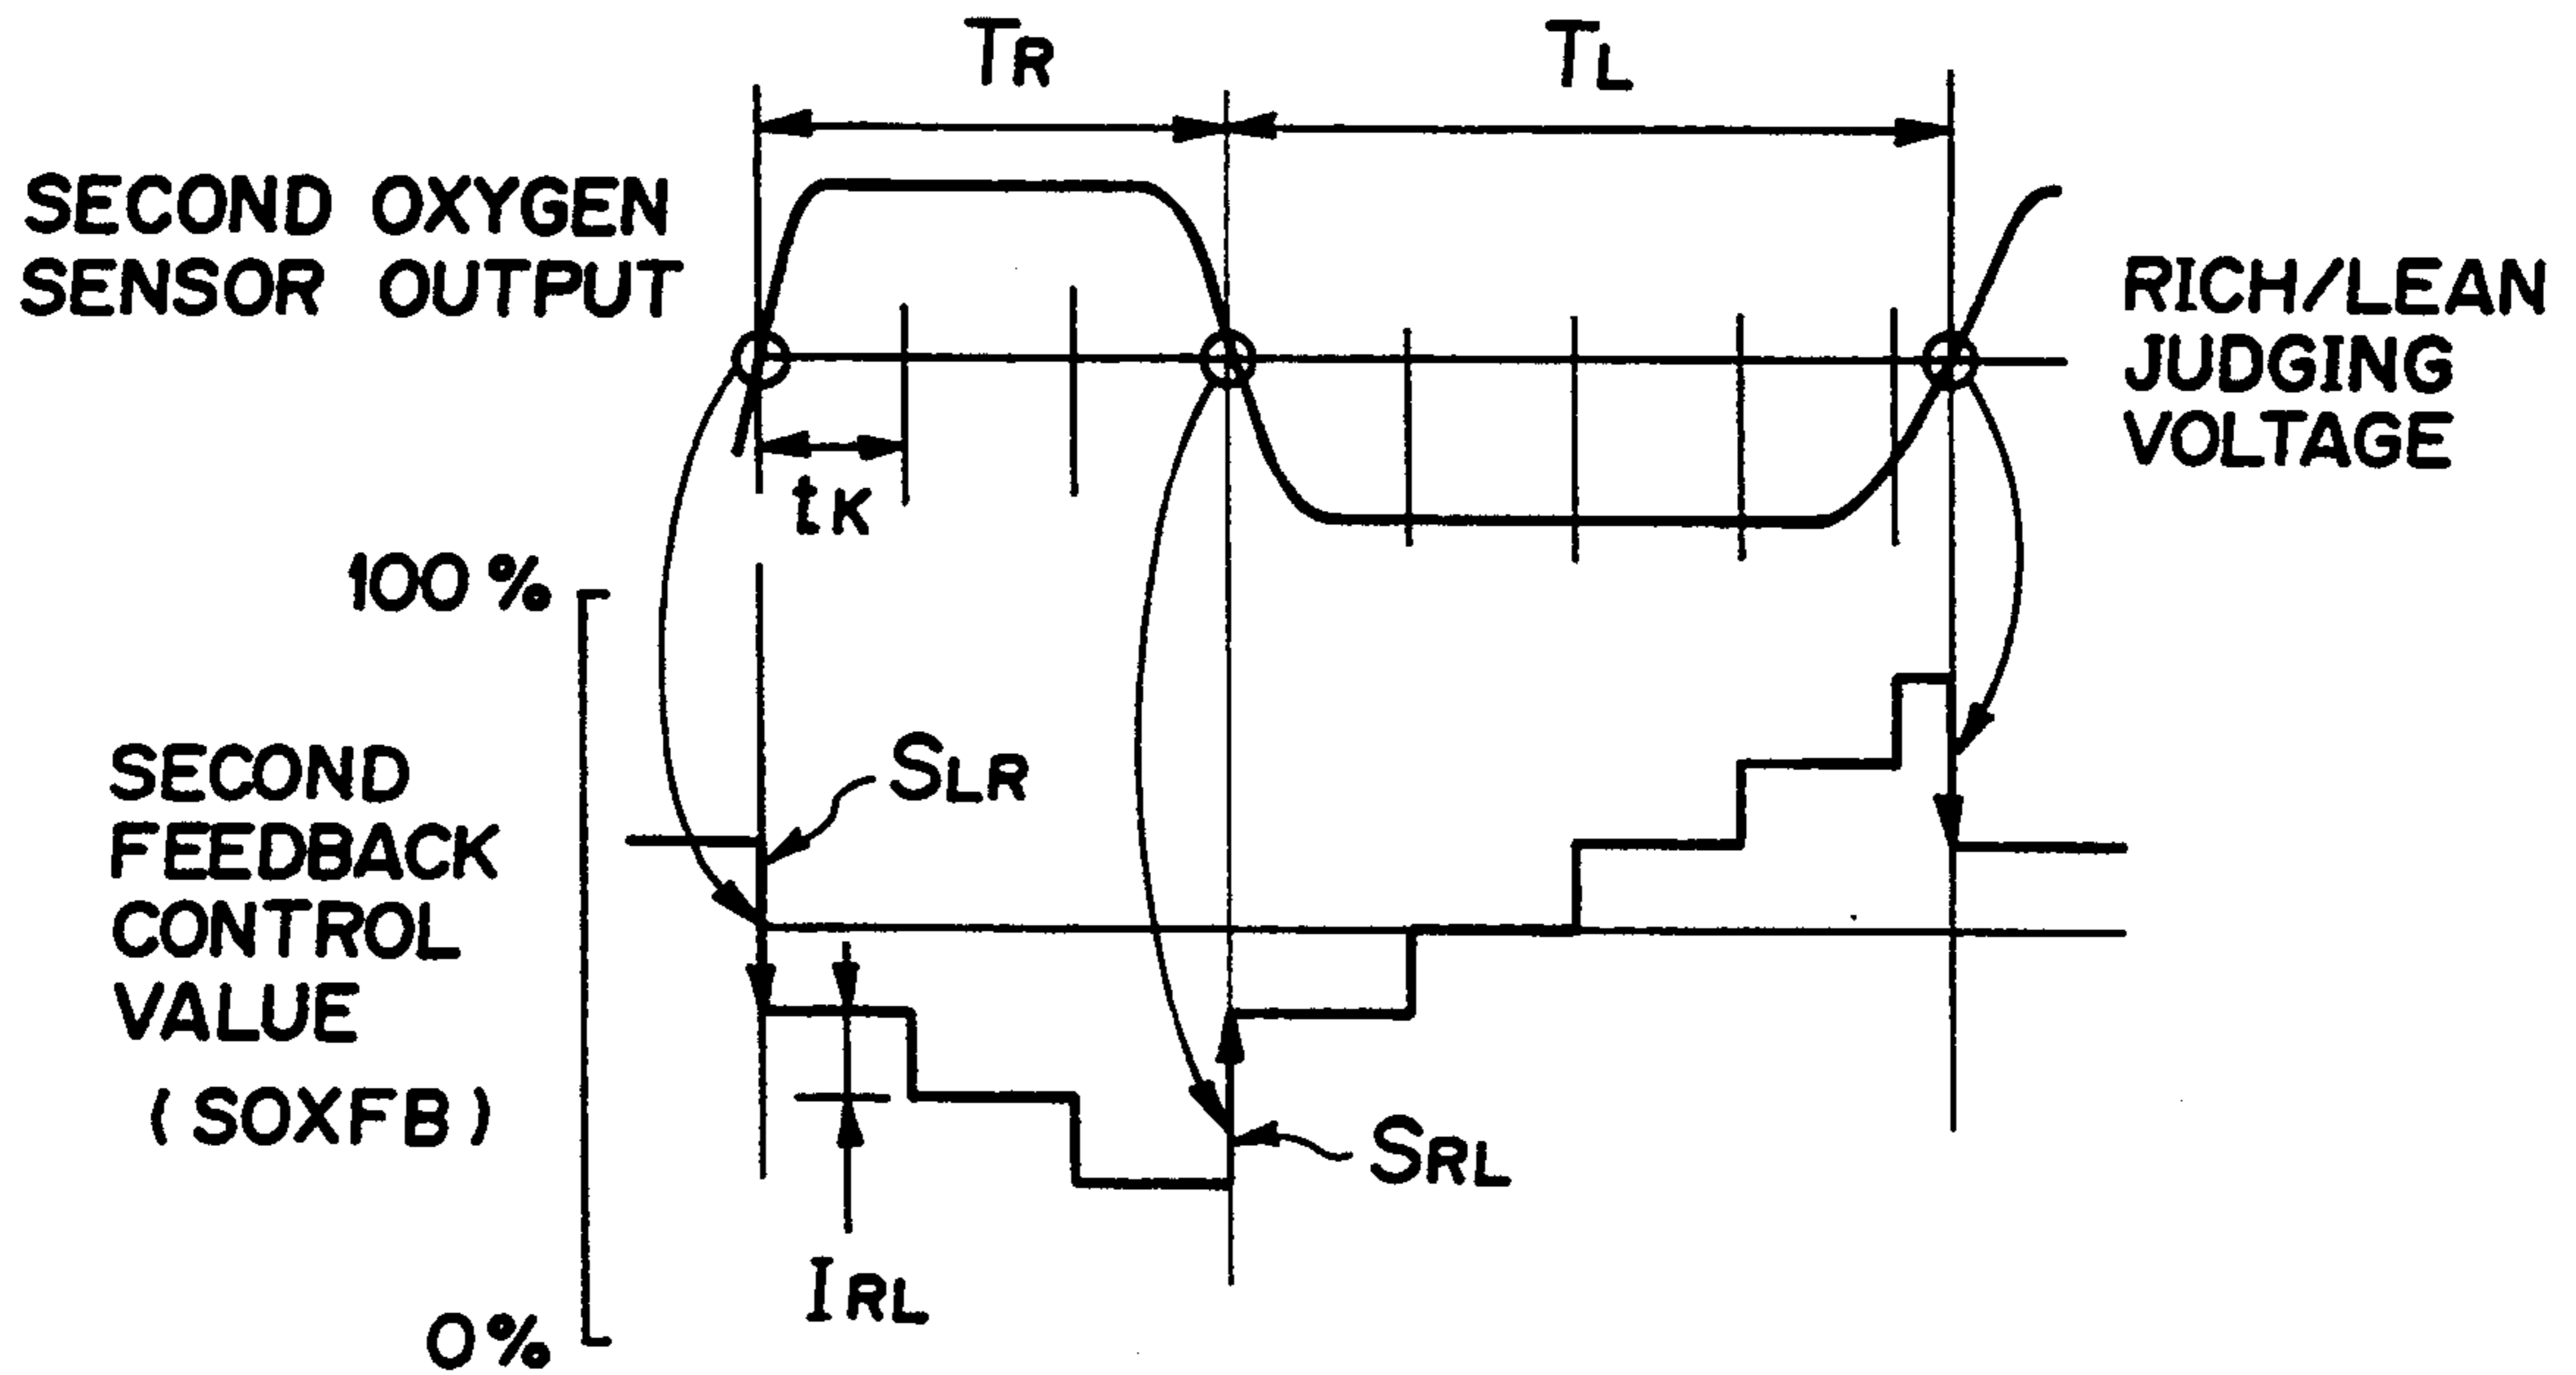 TR
TL
SECOND OXYGEN
SENSOR OUTPUT
RICH/LEAN
JUDGING
VOLTAGE
tK
100%
SLR
SECOND
FEEDBACK
CONTROL
VALUE
(SOXFB)
SRL
IRL
0%